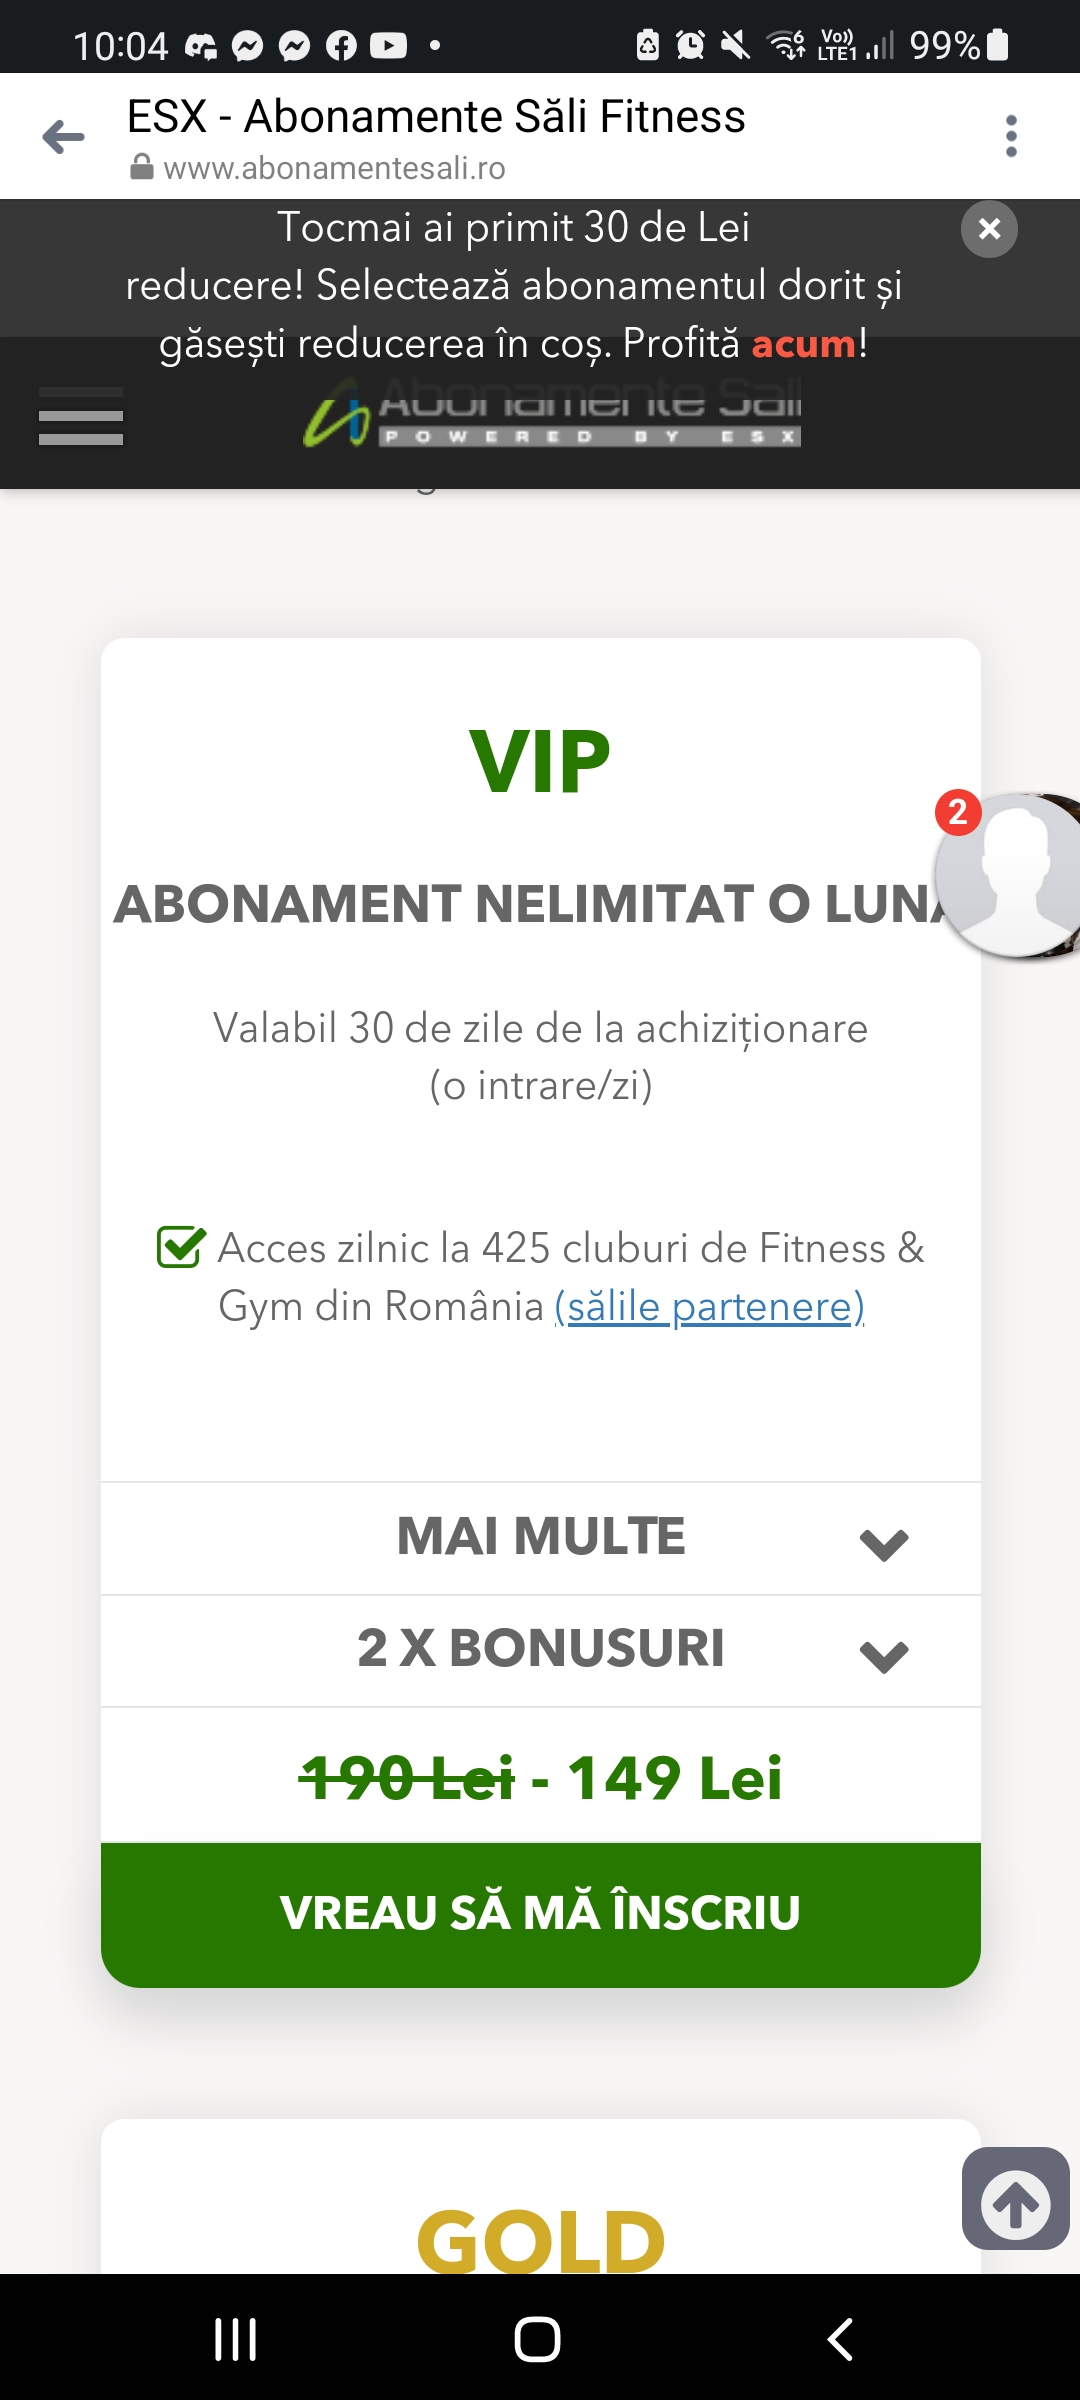 10:04
Vo)) LTE1 99%
ESX - Abonamente Săli Fitness
www.abonamentesali.ro
Tocmai ai primit 30 de Lei
reducere! Selectează abonamentul dorit și
găsești reducerea în coș. Profită acum!
Abonamente Sali
POWERED BY ESX
VIP
2
ABONAMENT NELIMITAT O LUN
Valabil 30 de zile de la achiziționare
(o intrare/zi)
Acces zilnic la 425 cluburi de Fitness &
Gym din România (sălile partenere)
MAI MULTE
2 X BONUSURI
190 Lei - 149 Lei
VREAU SĂ MĂ ÎNSCRIU
GOLD